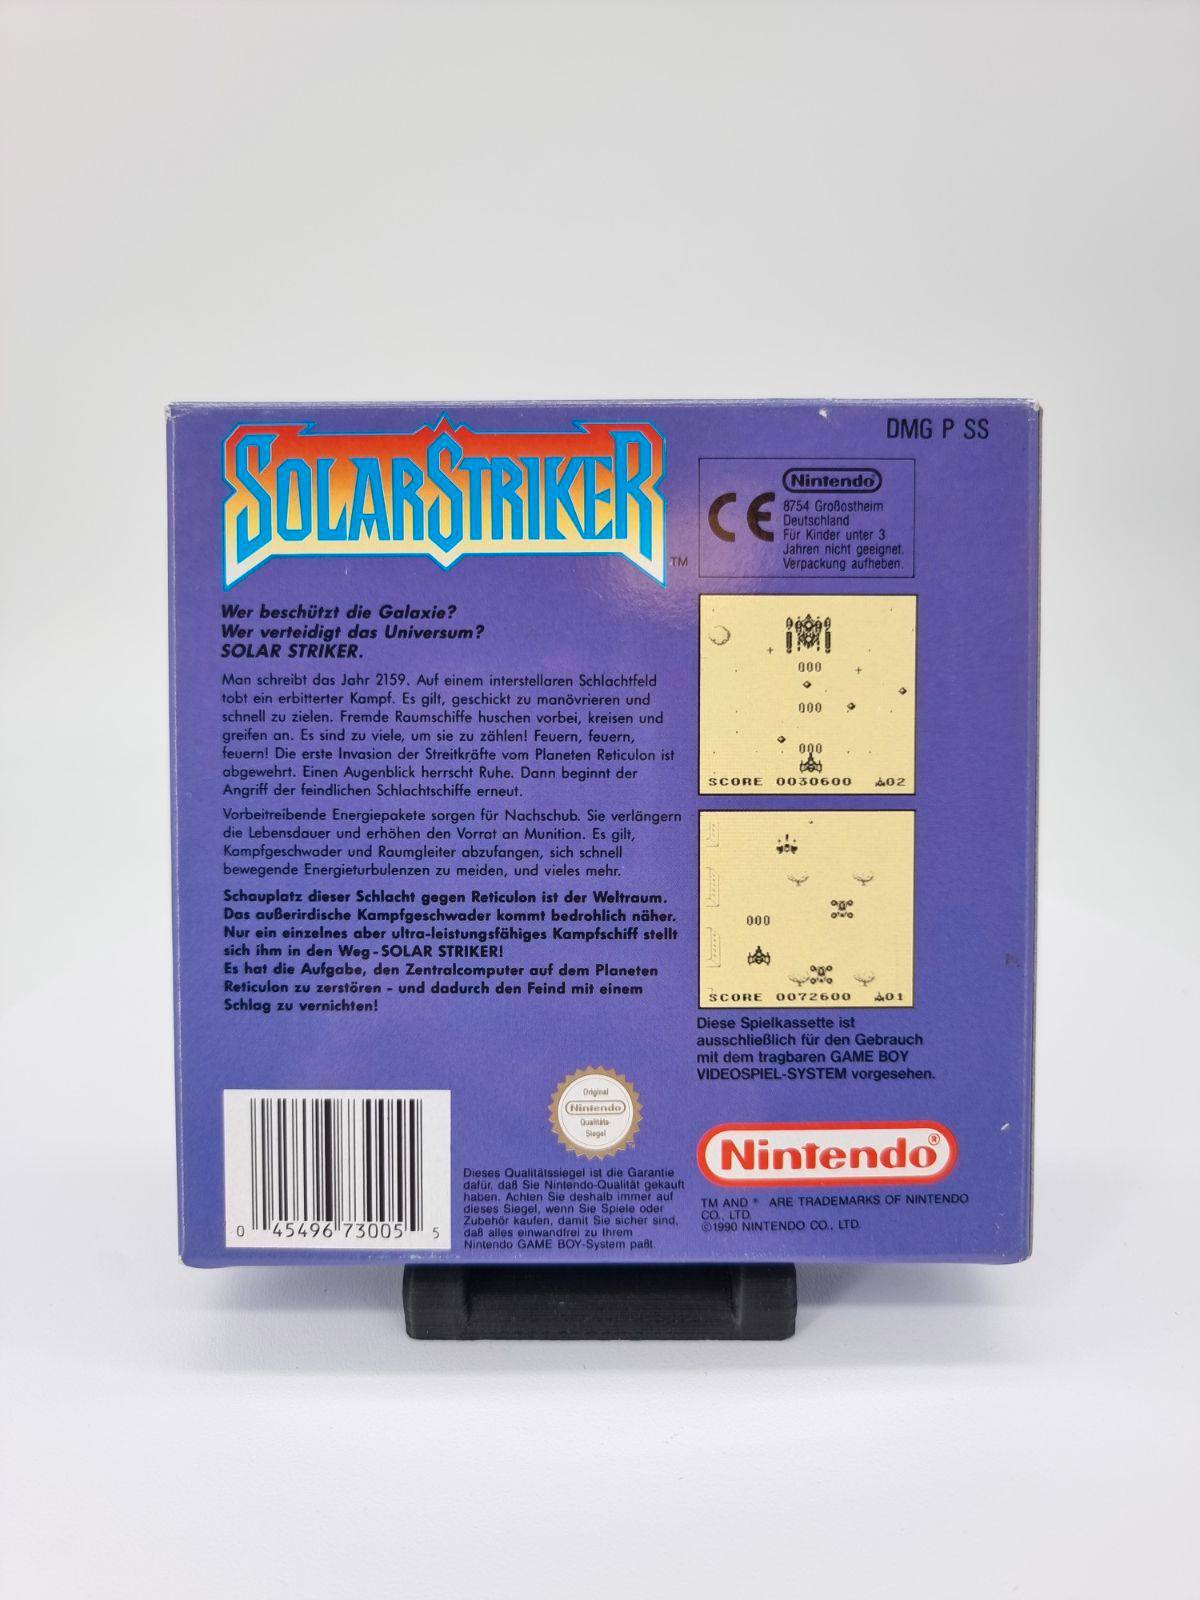 SOLARSTRIKER
TM
DMG P SS
CE
Nintendo
8754 Großostheim
Deutschland
Für Kinder unter 3
Jahren nicht geeignet.
Verpackung aufheben.
Wer beschützt die Galaxie?
Wer verteidigt das Universum?
SOLAR STRIKER.
Man schreibt das Jahr 2159. Auf einem interstellaren Schlachtfeld
tobt ein erbitterter Kampf. Es gilt, geschickt zu manövrieren und
schnell zu zielen. Fremde Raumschiffe huschen vorbei, kreisen und
greifen an. Es sind zu viele, um sie zu zählen! Feuern, feuern,
feuern! Die erste Invasion der Streitkräfte vom Planeten Reticulon ist
abgewehrt. Einen Augenblick herrscht Ruhe. Dann beginnt der
Angriff der feindlichen Schlachtschiffe erneut.
Vorbeitreibende Energiepakete sorgen für Nachschub. Sie verlängern
die Lebensdauer und erhöhen den Vorrat an Munition. Es gilt,
Kampfgeschwader und Raumgleiter abzufangen, sich schnell
bewegende Energieturbulenzen zu meiden, und vieles mehr.
Schauplatz dieser Schlacht gegen Reticulon ist der Weltraum.
Das außerirdische Kampfgeschwader kommt bedrohlich näher.
Nur ein einzelnes aber ultra-leistungsfähiges Kampfschiff stellt
sich ihm in den Weg - SOLAR STRIKER!
Es hat die Aufgabe, den Zentralcomputer auf dem Planeten
Reticulon zu zerstören - und dadurch den Feind mit einem
Schlag zu vernichten!
SCORE 0030600 02
SCORE 0072600 01
Diese Spielkassette ist
ausschließlich für den Gebrauch
mit dem tragbaren GAME BOY
VIDEOSPIEL-SYSTEM vorgesehen.
0 45496 73005 5
Original
Nintendo
Qualitäts-
Siegel
TM
Dieses Qualitätssiegel ist die Garantie
dafür, daß Sie Nintendo-Qualität gekauft
haben. Achten Sie deshalb immer auf
dieses Siegel, wenn Sie Spiele oder
Zubehör kaufen, damit Sie sicher sind,
daß alles einwandfrei zu Ihrem
Nintendo GAME BOY-System paßt.
Nintendo®
TM AND ® ARE TRADEMARKS OF NINTENDO
CO., LTD.
©1990 NINTENDO CO., LTD.